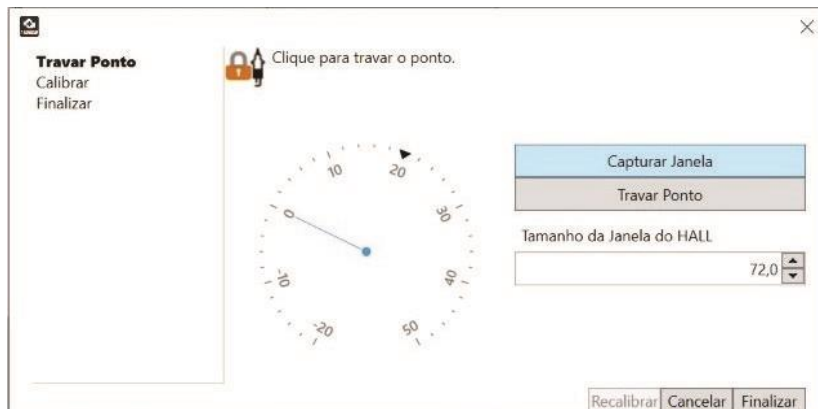 Travar Ponto
Calibrar
Finalizar
Clique para travar o ponto.
-20
-10
0
10
20
30
40
50
Capturar Janela
Travar Ponto
Tamanho da Janela do HALL
72,0
Recalibrar Cancelar Finalizar